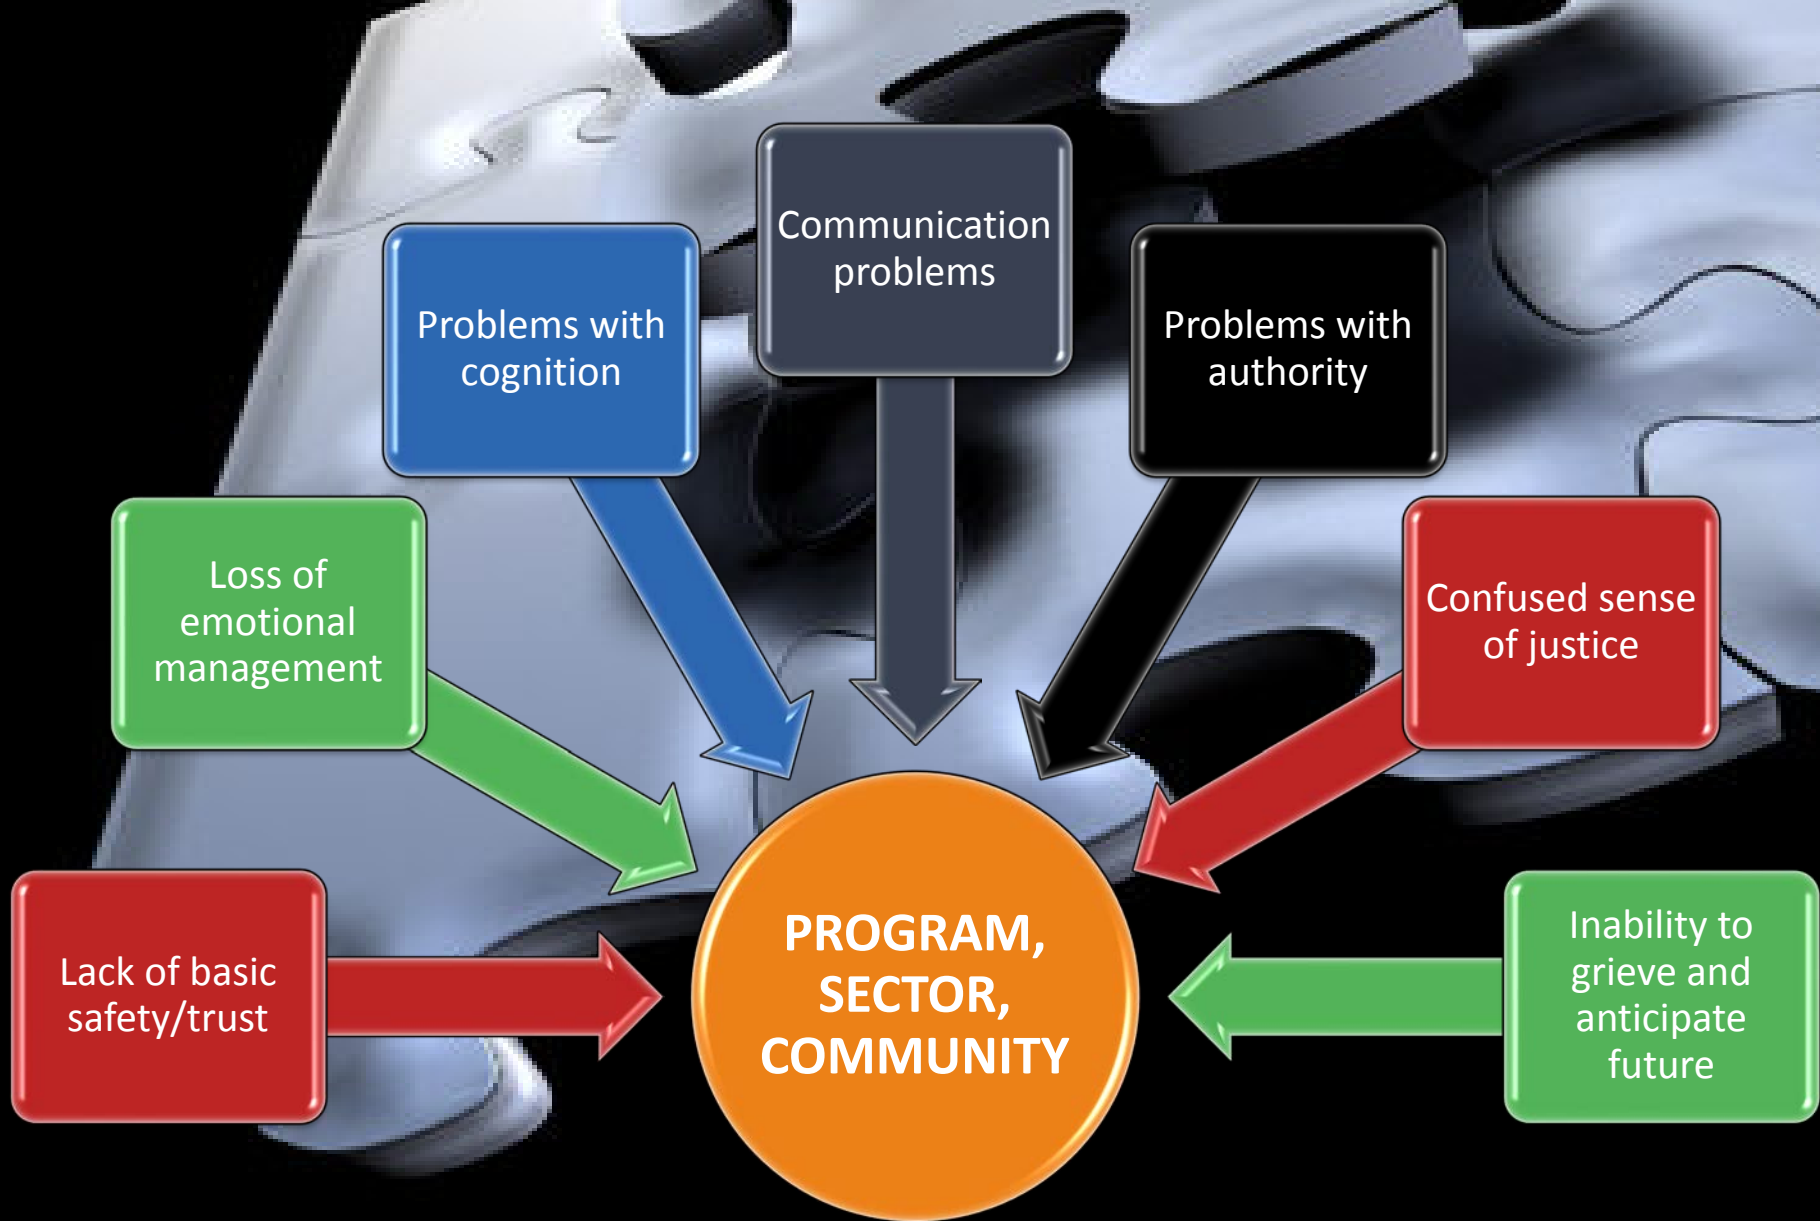 Communication
problems
Problems with
cognition
Problems with
authority
Loss of
emotional
management
Confused sense
of justice
Lack of basic
safety/trust
PROGRAM,
SECTOR,
COMMUNITY
Inability to
grieve and
anticipate
future